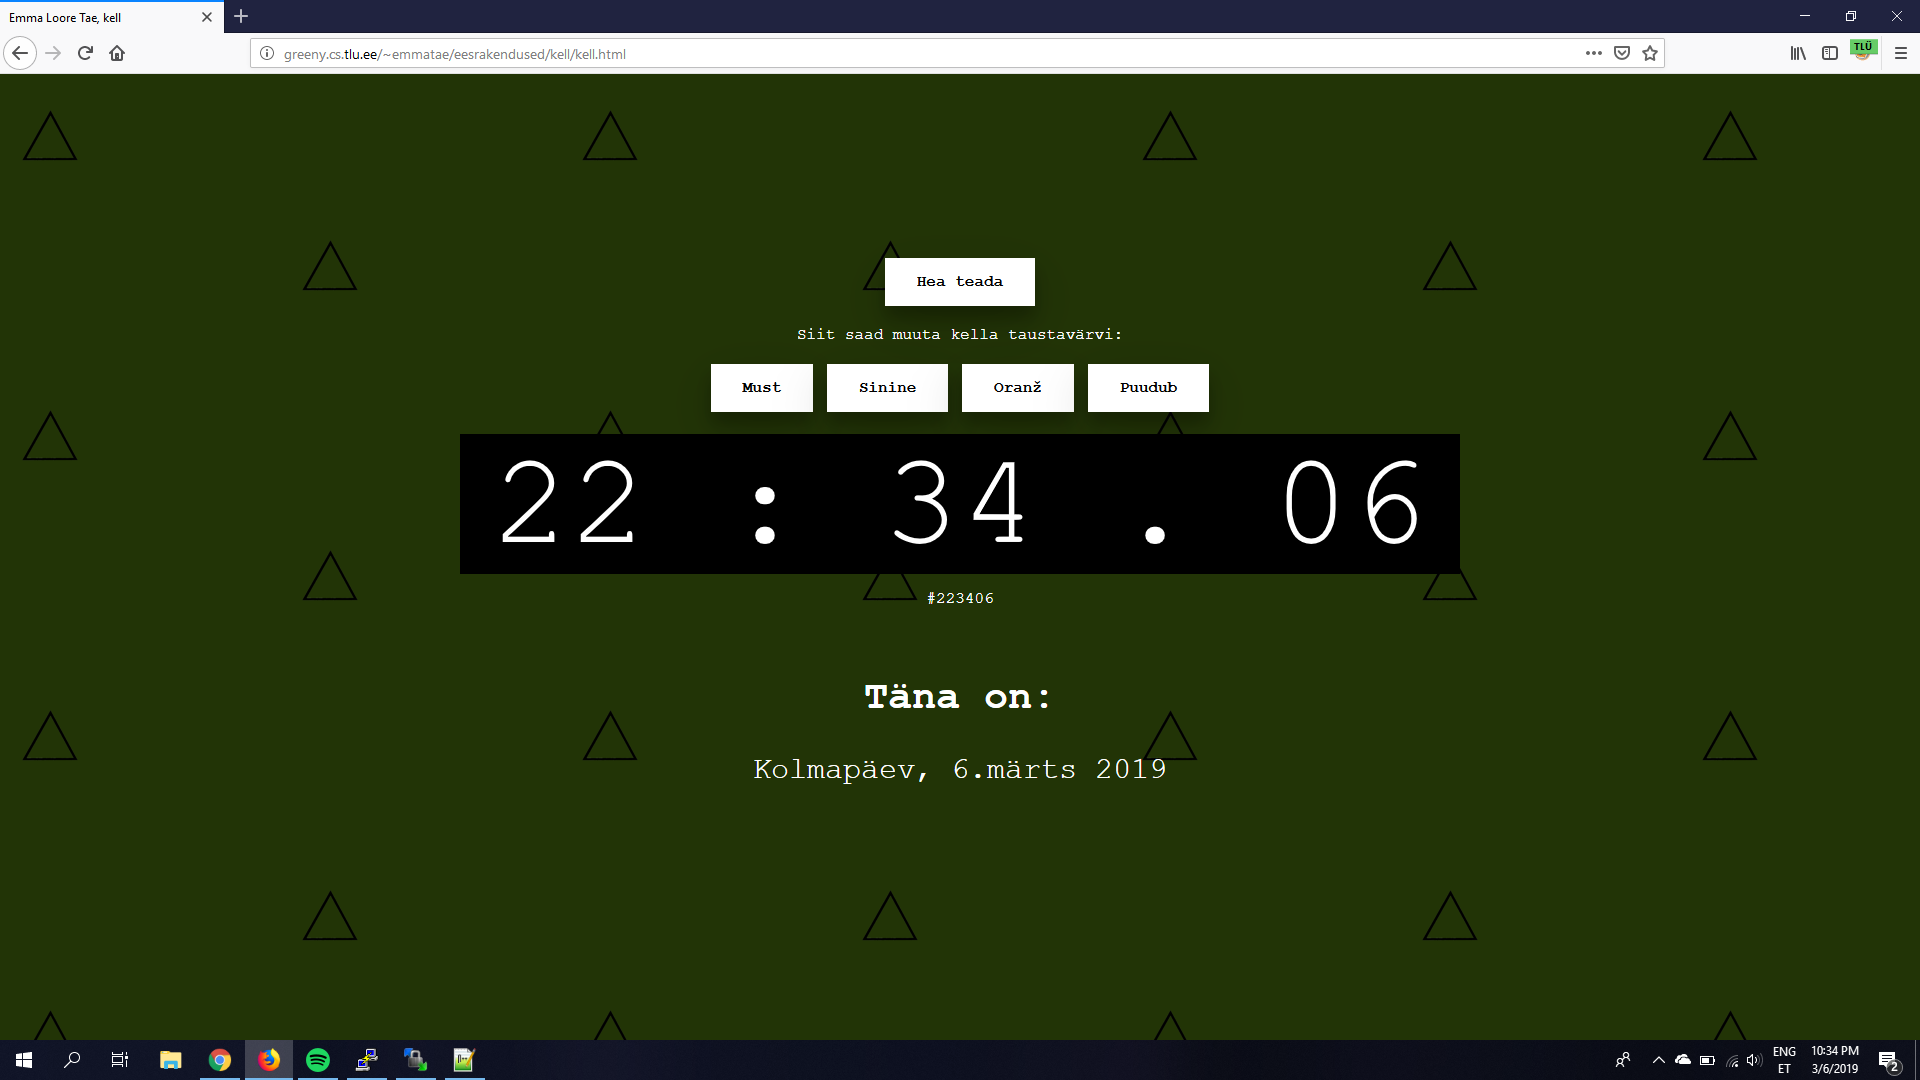 Emma Loore Tae, kell
greeny.cs.tlu.ee/~emmatae/eesrakendused/kell/kell.html
TLÜ
Hea teada
Siit saad muuta kella taustavärvi:
Must Sinine Oranž Puudub
22 : 34 . 06
#223406
Täna on:
Kolmapäev, 6.märts 2019
ENG 10:34 PM
ET 3/6/2019
2